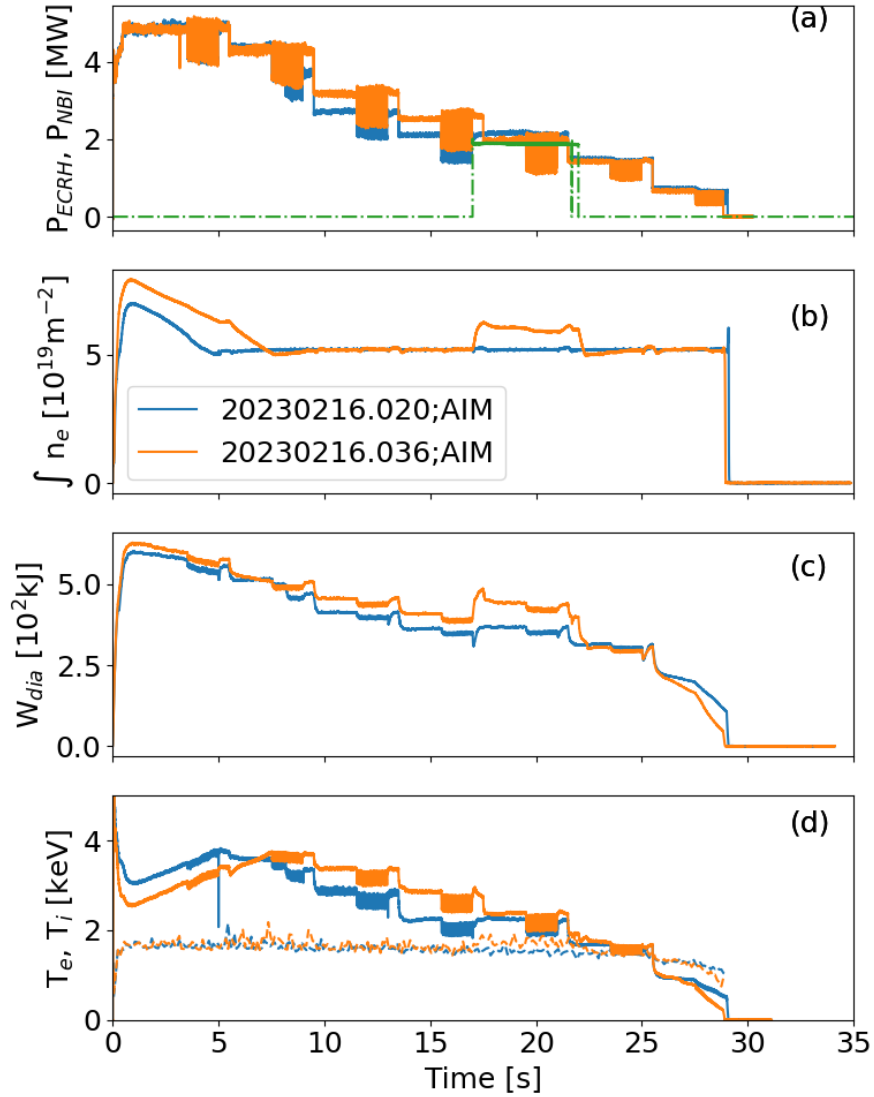 (a)
P_ECRH, P_NBI [MW]
4
2
0
(b)
∫ n_e [10^19 m^−2]
5
0
20230216.020;AIM
20230216.036;AIM
(c)
W_dia [10^2 kJ]
5.0
2.5
0.0
(d)
T_e, T_i [keV]
4
2
0
0 5 10 15 20 25 30 35
Time [s]